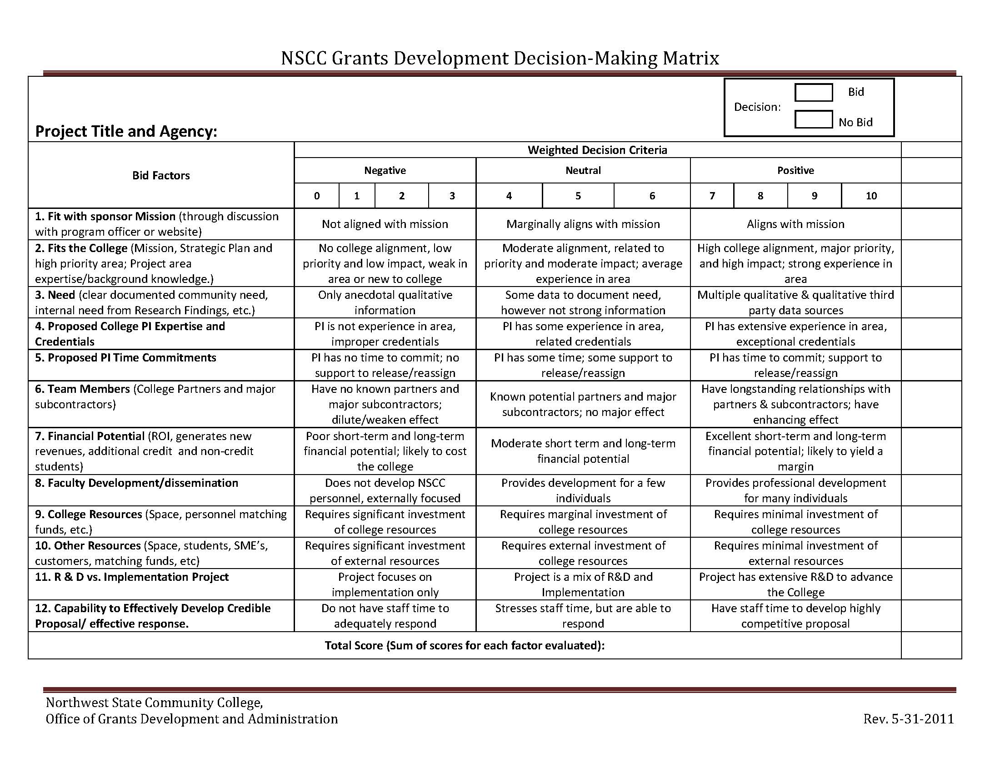 NSCC Grants Development Decision-Making Matrix
Decision:
Bid
No Bid
Project Title and Agency:
Bid Factors
Weighted Decision Criteria
Negative
Neutral
Positive
0 1 2 3 4 5 6 7 8 9 10
1. Fit with sponsor Mission (through discussion
with program officer or website)
Not aligned with mission
Marginally aligns with mission
Aligns with mission
2. Fits the College (Mission, Strategic Plan and
high priority area; Project area
expertise/background knowledge.)
No college alignment, low
priority and low impact, weak in
area or new to college
Moderate alignment, related to
priority and moderate impact; average
experience in area
High college alignment, major priority,
and high impact; strong experience in
area
3. Need (clear documented community need,
internal need from Research Findings, etc.)
Only anecdotal qualitative
information
Some data to document need,
however not strong information
Multiple qualitative & qualitative third
party data sources
4. Proposed College PI Expertise and
Credentials
PI is not experience in area,
improper credentials
PI has some experience in area,
related credentials
PI has extensive experience in area,
exceptional credentials
5. Proposed PI Time Commitments
PI has no time to commit; no
support to release/reassign
PI has some time; some support to
release/reassign
PI has time to commit; support to
release/reassign
6. Team Members (College Partners and major
subcontractors)
Have no known partners and
major subcontractors;
dilute/weaken effect
Known potential partners and major
subcontractors; no major effect
Have longstanding relationships with
partners & subcontractors; have
enhancing effect
7. Financial Potential (ROI, generates new
revenues, additional credit and non-credit
students)
Poor short-term and long-term
financial potential; likely to cost
the college
Moderate short term and long-term
financial potential
Excellent short-term and long-term
financial potential; likely to yield a
margin
8. Faculty Development/dissemination
Does not develop NSCC
personnel, externally focused
Provides development for a few
individuals
Provides professional development
for many individuals
9. College Resources (Space, personnel matching
funds, etc.)
Requires significant investment
of college resources
Requires marginal investment of
college resources
Requires minimal investment of
college resources
10. Other Resources (Space, students, SME’s,
customers, matching funds, etc)
Requires significant investment
of external resources
Requires external investment of
college resources
Requires minimal investment of
external resources
11. R & D vs. Implementation Project
Project focuses on
implementation only
Project is a mix of R&D and
Implementation
Project has extensive R&D to advance
the College
12. Capability to Effectively Develop Credible
Proposal/ effective response.
Do not have staff time to
adequately respond
Stresses staff time, but are able to
respond
Have staff time to develop highly
competitive proposal
Total Score (Sum of scores for each factor evaluated):
Northwest State Community College,
Office of Grants Development and Administration
Rev. 5-31-2011